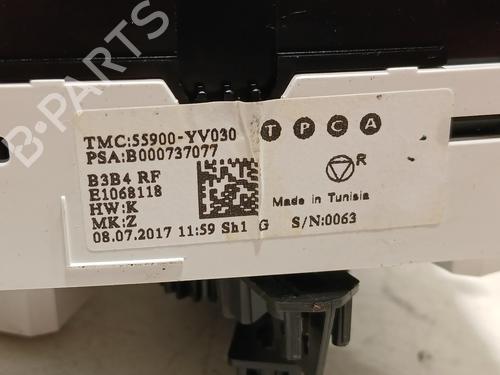 TMC:55900-YV030
PSA:B000737077
T P C A
B3B4 RF
E1068118
HW:K
MK:Z
R
Made in Tunisia
08.07.2017 11:59 Sh1 G S/N:0063
B-PARTS